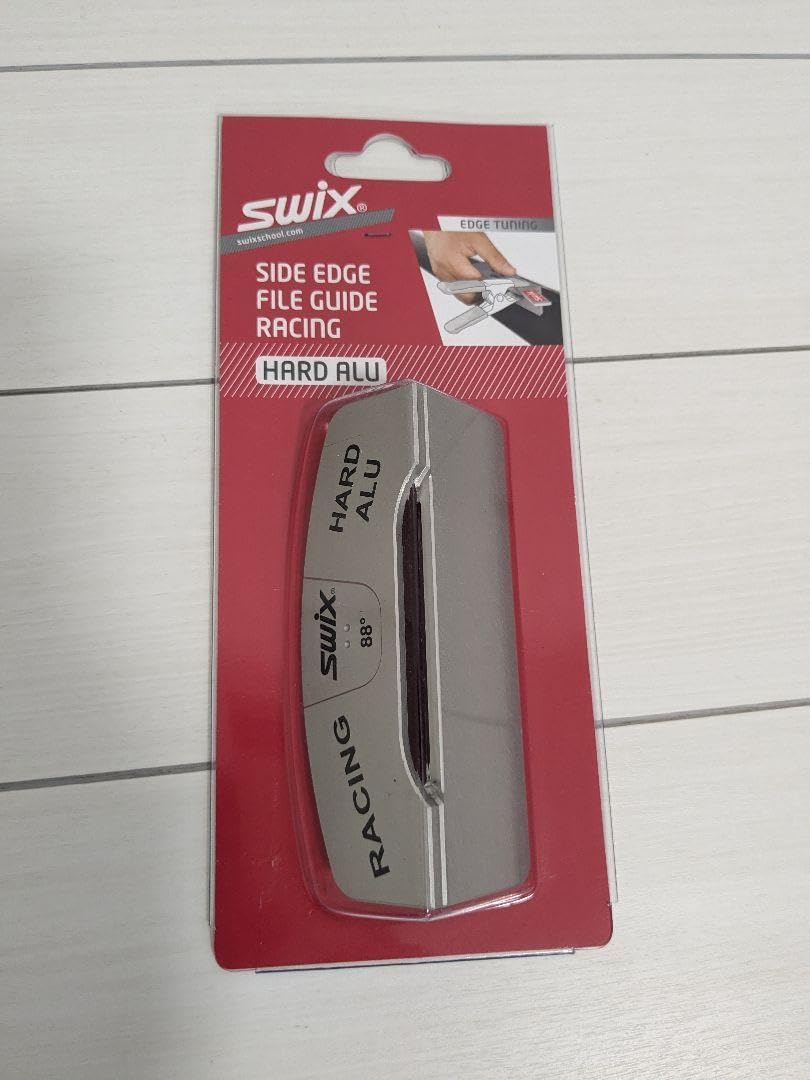 SWiX®
swixschool.com
EDGE TUNING
SIDE EDGE
FILE GUIDE
RACING
HARD ALU
HARD
ALU
SWiX®
88°
RACING